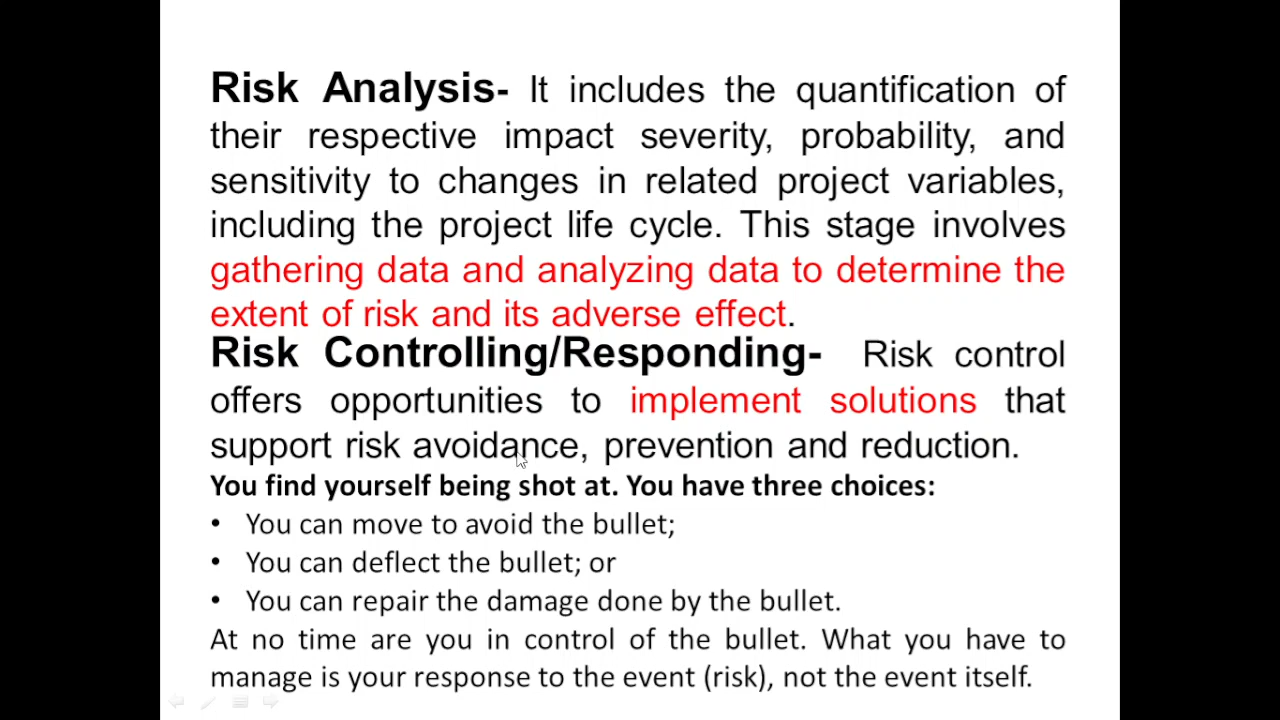 Risk Analysis- It includes the quantification of
their respective impact severity, probability, and
sensitivity to changes in related project variables,
including the project life cycle. This stage involves
gathering data and analyzing data to determine the
extent of risk and its adverse effect.
Risk Controlling/Responding- Risk control
offers opportunities to implement solutions that
support risk avoidance, prevention and reduction.
You find yourself being shot at. You have three choices:
• You can move to avoid the bullet;
• You can deflect the bullet; or
• You can repair the damage done by the bullet.
At no time are you in control of the bullet. What you have to
manage is your response to the event (risk), not the event itself.